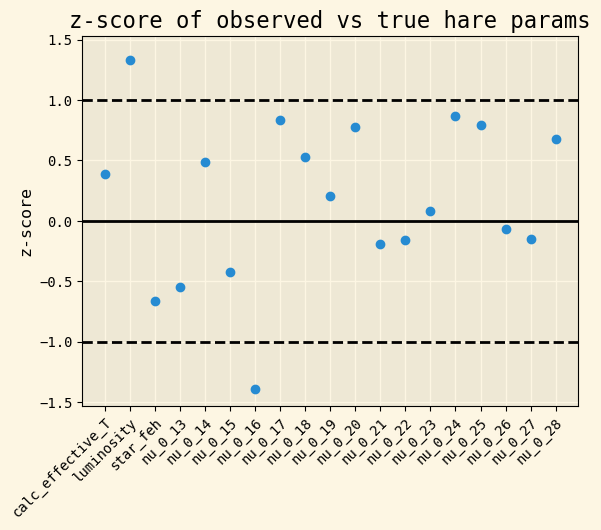 z-score of observed vs true hare params
z-score
1.5
1.0
0.5
0.0
−0.5
−1.0
−1.5
calc_effective_T
luminosity
star_feh
nu_0_13
nu_0_14
nu_0_15
nu_0_16
nu_0_17
nu_0_18
nu_0_19
nu_0_20
nu_0_21
nu_0_22
nu_0_23
nu_0_24
nu_0_25
nu_0_26
nu_0_27
nu_0_28